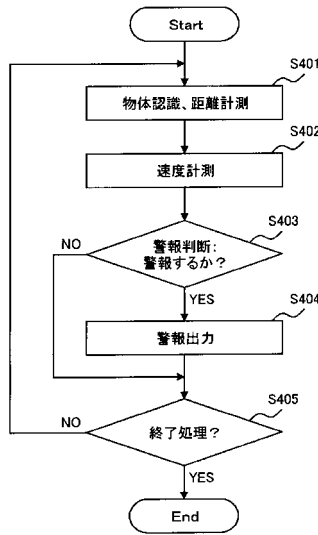 Start
S401
物体認識、距離計測
S402
速度計測
S403
NO
警報判断:
警報するか?
YES
S404
警報出力
S405
NO
終了処理?
YES
End